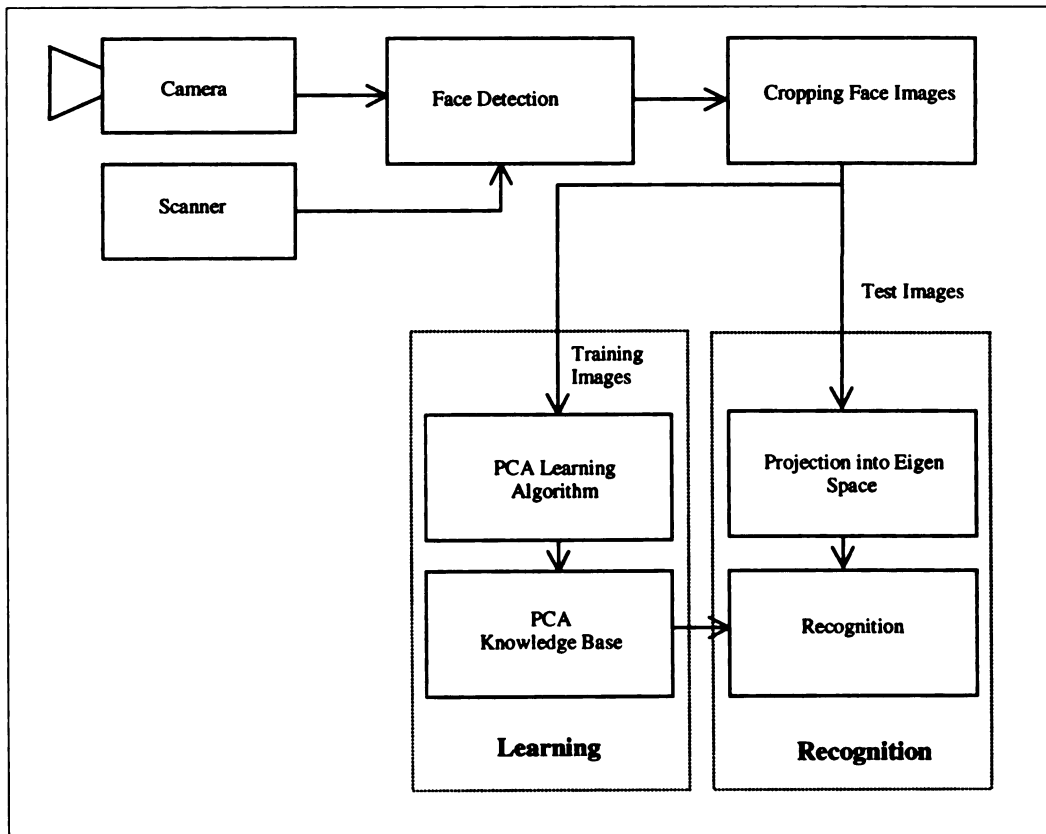 Camera
Face Detection
Cropping Face Images
Scanner
Test Images
Training
Images
PCA Learning
Algorithm
Projection into Eigen
Space
PCA
Knowledge Base
Recognition
Learning
Recognition